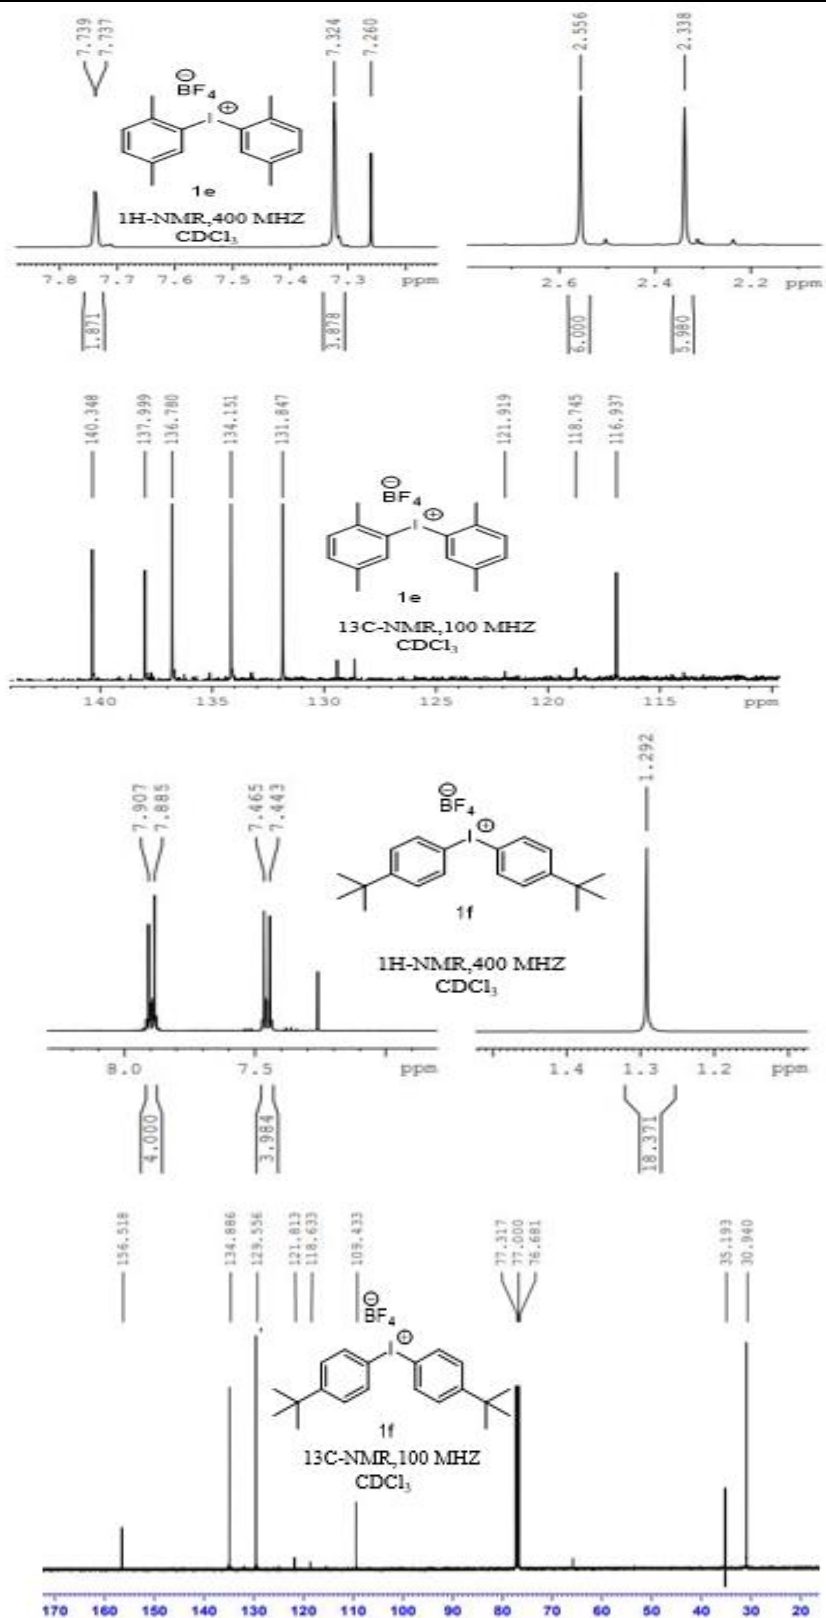 7.739
7.737
7.324
7.260
2.556
2.338
⊖
BF4
I ⊕
1e
1H-NMR,400 MHZ
CDCl3
7.8 7.7 7.6 7.5 7.4 7.3 ppm
2.6 2.4 2.2 ppm
1.871
3.878
6.000
5.980
140.348
137.999
136.780
134.151
131.847
121.919
118.745
116.937
⊖
BF4
I ⊕
1e
13C-NMR,100 MHZ
CDCl3
140 135 130 125 120 115 ppm
7.907
7.885
7.465
7.443
1.292
⊖
BF4
I ⊕
1f
1H-NMR,400 MHZ
CDCl3
8.0 7.5 ppm
1.4 1.3 1.2 ppm
4.000
3.984
18.371
156.518
134.886
129.556
121.813
118.633
109.433
77.317
77.000
76.681
35.193
30.940
⊖
BF4
I ⊕
1f
13C-NMR,100 MHZ
CDCl3
170 160 150 140 130 120 110 100 90 80 70 60 50 40 30 20